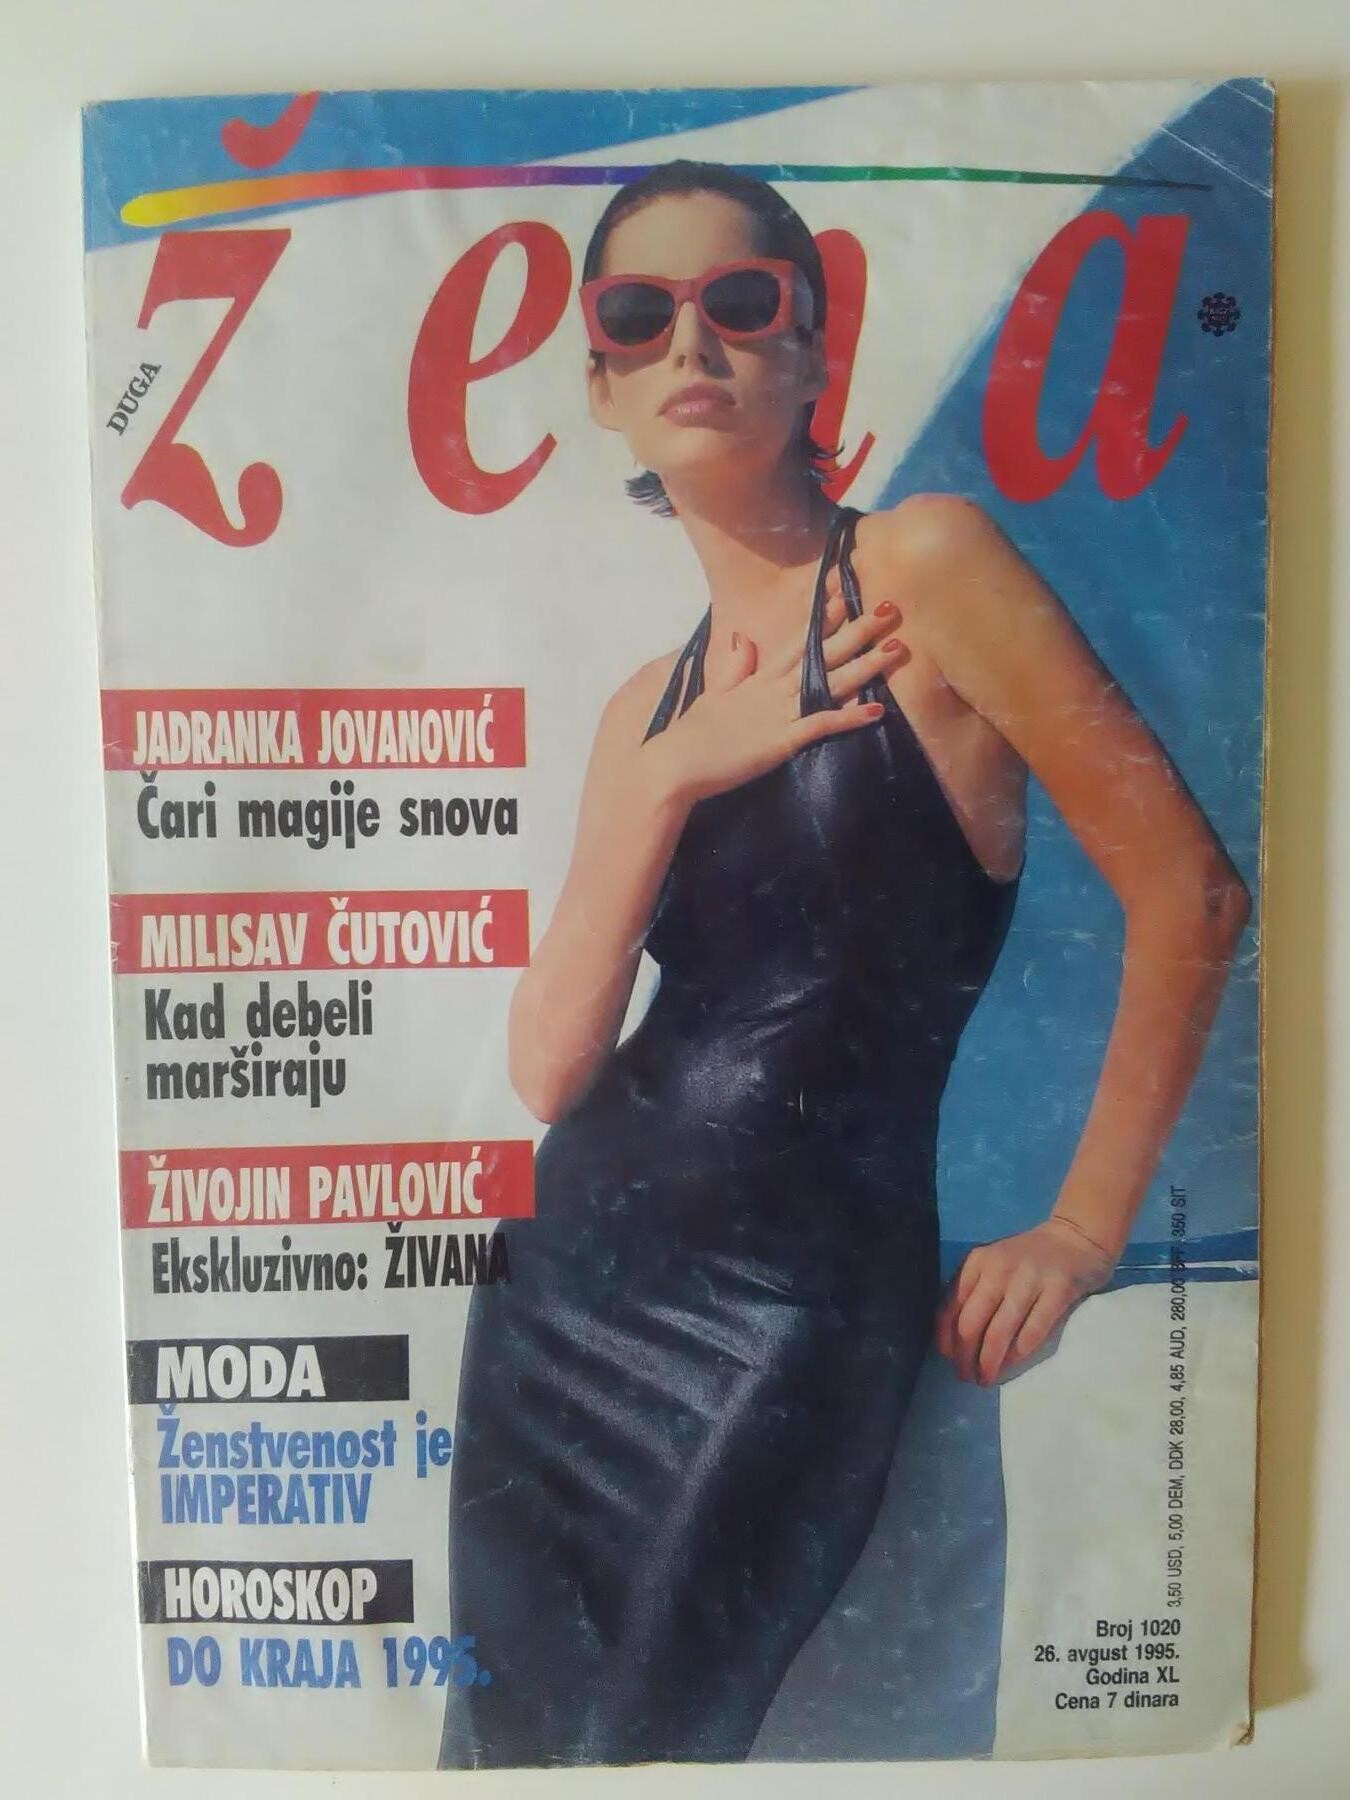 žena
DUGA
JADRANKA JOVANOVIĆ
Čari magije snova
MILISAV ČUTOVIĆ
Kad debeli
marširaju
ŽIVOJIN PAVLOVIĆ
Ekskluzivno: ŽIVANA
MODA
Ženstvenost je
IMPERATIV
HOROSKOP
DO KRAJA 1995.
3,50 USD, 5,00 DEM, DDK 28,00, 4,85 AUD, 280,00 350 SIT
Broj 1020
26. avgust 1995.
Godina XL
Cena 7 dinara